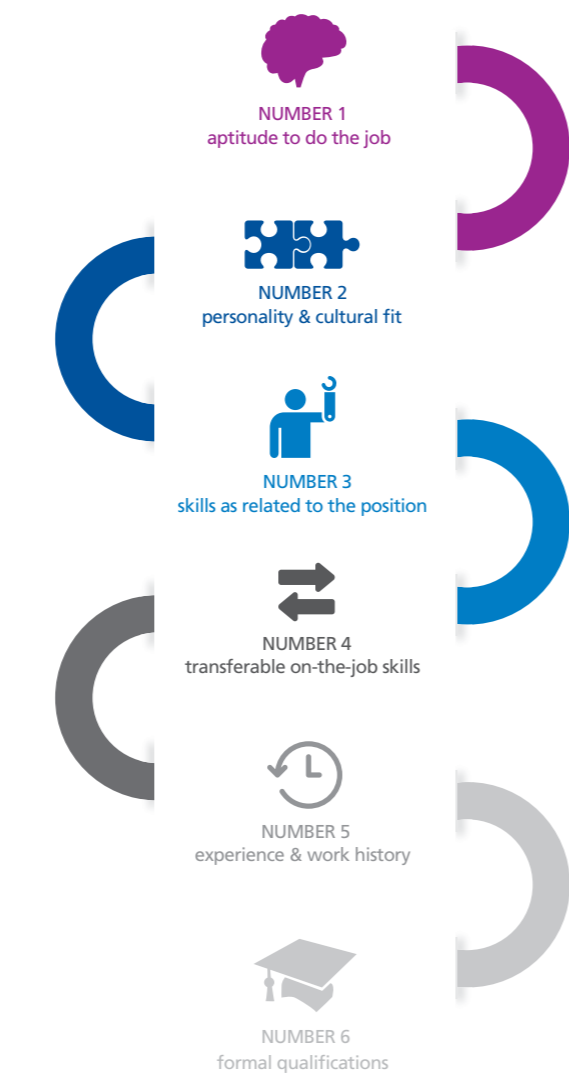 NUMBER 1
aptitude to do the job
NUMBER 2
personality & cultural fit
NUMBER 3
skills as related to the position
NUMBER 4
transferable on-the-job skills
NUMBER 5
experience & work history
NUMBER 6
formal qualifications